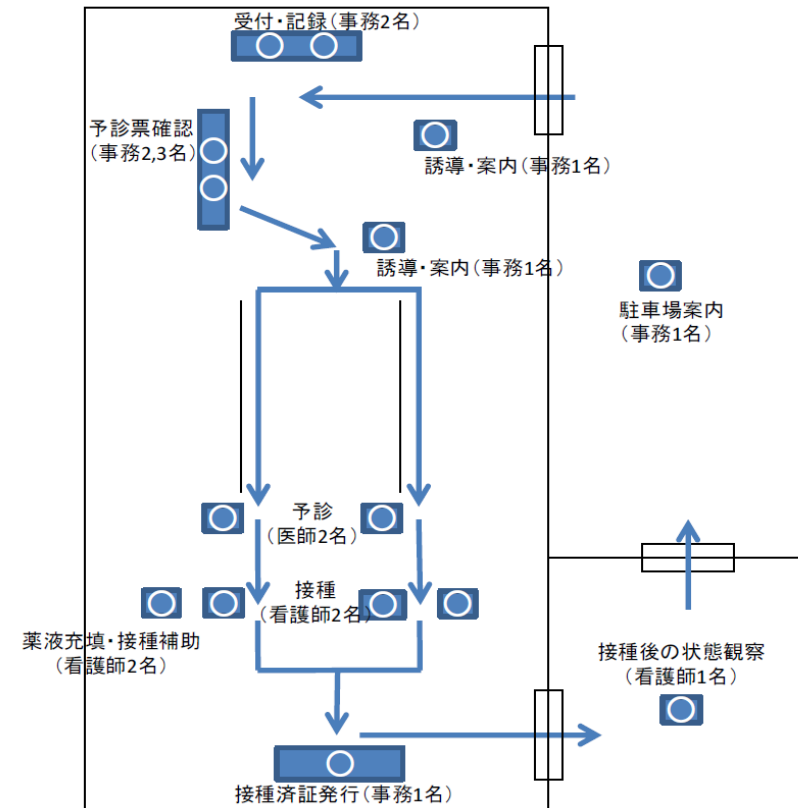 受付・記録(事務2名)
予診票確認
(事務2,3名)
誘導・案内(事務1名)
誘導・案内(事務1名)
駐車場案内
(事務1名)
予診
(医師2名)
接種
(看護師2名)
薬液充填・接種補助
(看護師2名)
接種後の状態観察
(看護師1名)
接種済証発行(事務1名)